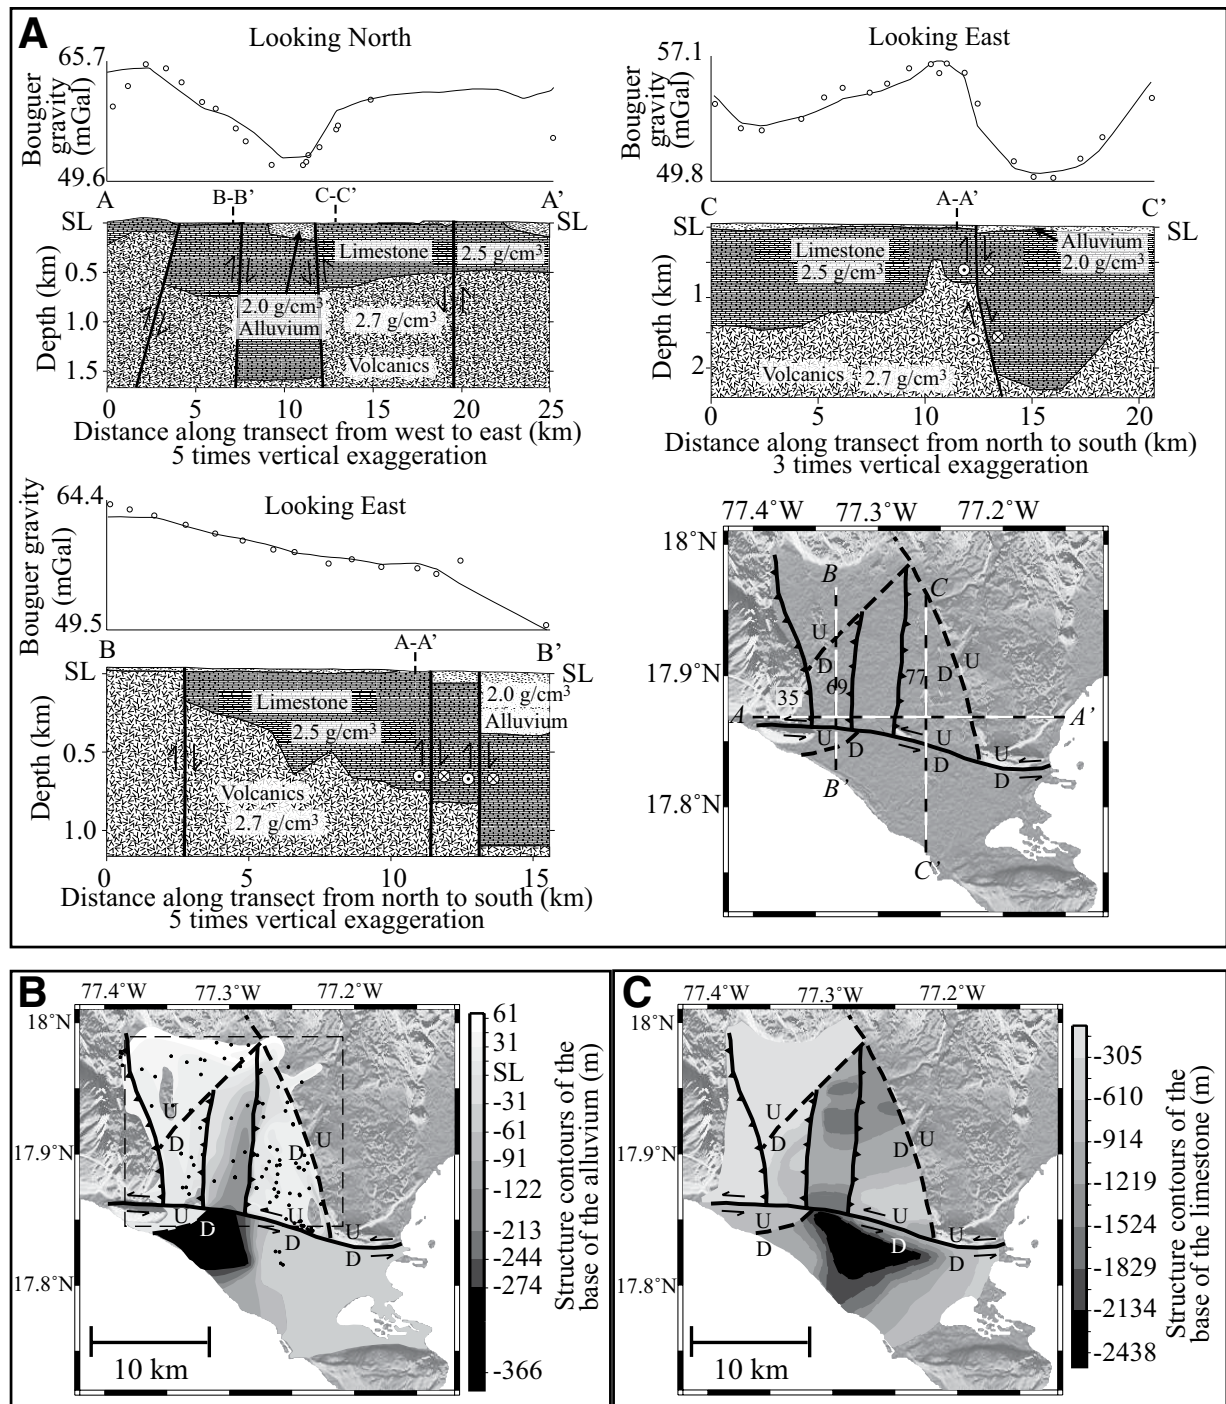 A
Looking North
65.7
Bouguer gravity (mGal)
49.6
A
B-B'
C-C'
A'
SL
SL
Limestone
2.5 g/cm³
2.0 g/cm³
Alluvium
2.7 g/cm³
Volcanics
Depth (km)
0.5
1.0
1.5
0 5 10 15 20 25
Distance along transect from west to east (km)
5 times vertical exaggeration
Looking East
57.1
Bouguer gravity (mGal)
49.8
C
A-A'
C'
SL
SL
Limestone
2.5 g/cm³
Alluvium
2.0 g/cm³
Volcanics
2.7 g/cm³
Depth (km)
1
2
0 5 10 15 20
Distance along transect from north to south (km)
3 times vertical exaggeration
64.4
Looking East
Bouguer gravity (mGal)
49.5
B
A-A'
B'
SL
SL
Limestone
2.5 g/cm³
2.0 g/cm³
Alluvium
Volcanics
2.7 g/cm³
Depth (km)
0.5
1.0
0 5 10 15
Distance along transect from north to south (km)
5 times vertical exaggeration
77.4°W 77.3°W 77.2°W
18°N
17.9°N
17.8°N
B
C
U
D
U
D
35
69
77
A
A'
U
D
U
D
U
D
B'
C'
B
77.4°W 77.3°W 77.2°W
18°N
17.9°N
17.8°N
U
D
U
D
U
D
U
D
U
D
10 km
61
31
SL
-31
-61
-91
-122
-213
-244
-274
-366
Structure contours of the
base of the alluvium (m)
C
77.4°W 77.3°W 77.2°W
18°N
17.9°N
17.8°N
U
D
U
D
U
D
U
D
U
D
10 km
-305
-610
-914
-1219
-1524
-1829
-2134
-2438
Structure contours of the
base of the limestone (m)